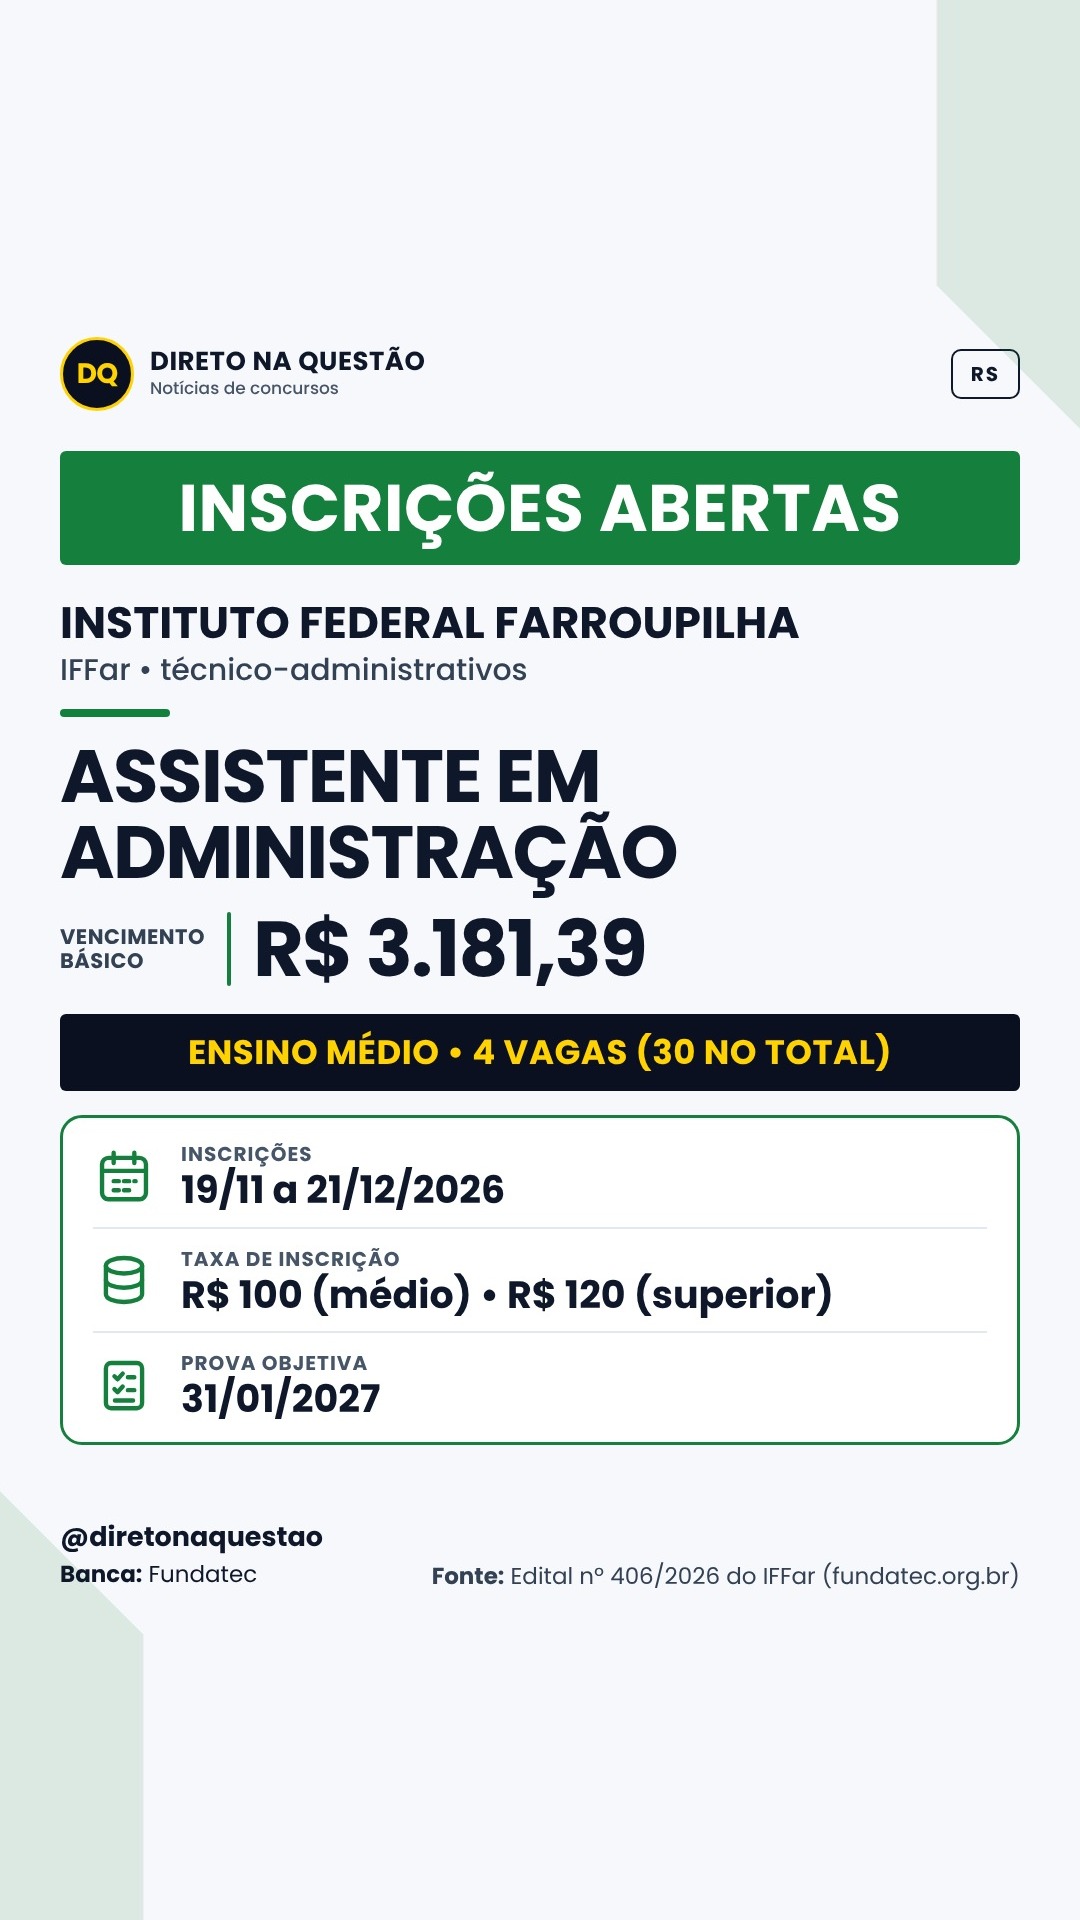 DQ
DIRETO NA QUESTÃO
Notícias de concursos
RS
INSCRIÇÕES ABERTAS
INSTITUTO FEDERAL FARROUPILHA
IFFar • técnico-administrativos
ASSISTENTE EM
ADMINISTRAÇÃO
VENCIMENTO
BÁSICO
R$ 3.181,39
ENSINO MÉDIO • 4 VAGAS (30 NO TOTAL)
INSCRIÇÕES
19/11 a 21/12/2026
TAXA DE INSCRIÇÃO
R$ 100 (médio) • R$ 120 (superior)
PROVA OBJETIVA
31/01/2027
@diretonaquestao
Banca: Fundatec
Fonte: Edital nº 406/2026 do IFFar (fundatec.org.br)